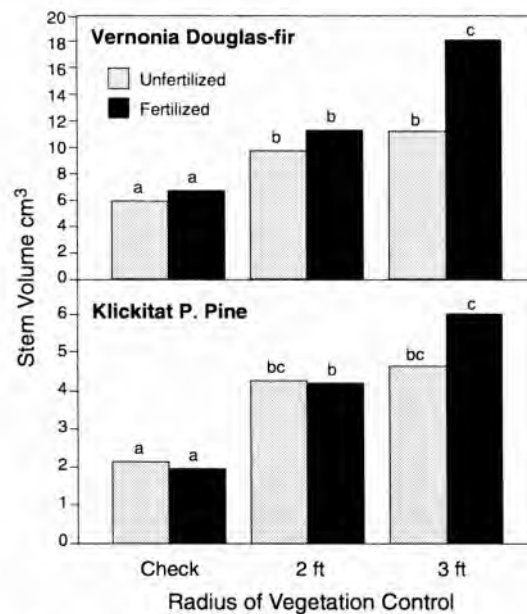 Vernonia Douglas-fir
Unfertilized
Fertilized
Stem Volume cm³
20
18
16
14
12
10
8
6
4
2
0
a
a
b
b
b
c
Klickitat P. Pine
6
5
4
3
2
1
0
a
a
bc
b
bc
c
Check
2 ft
3 ft
Radius of Vegetation Control